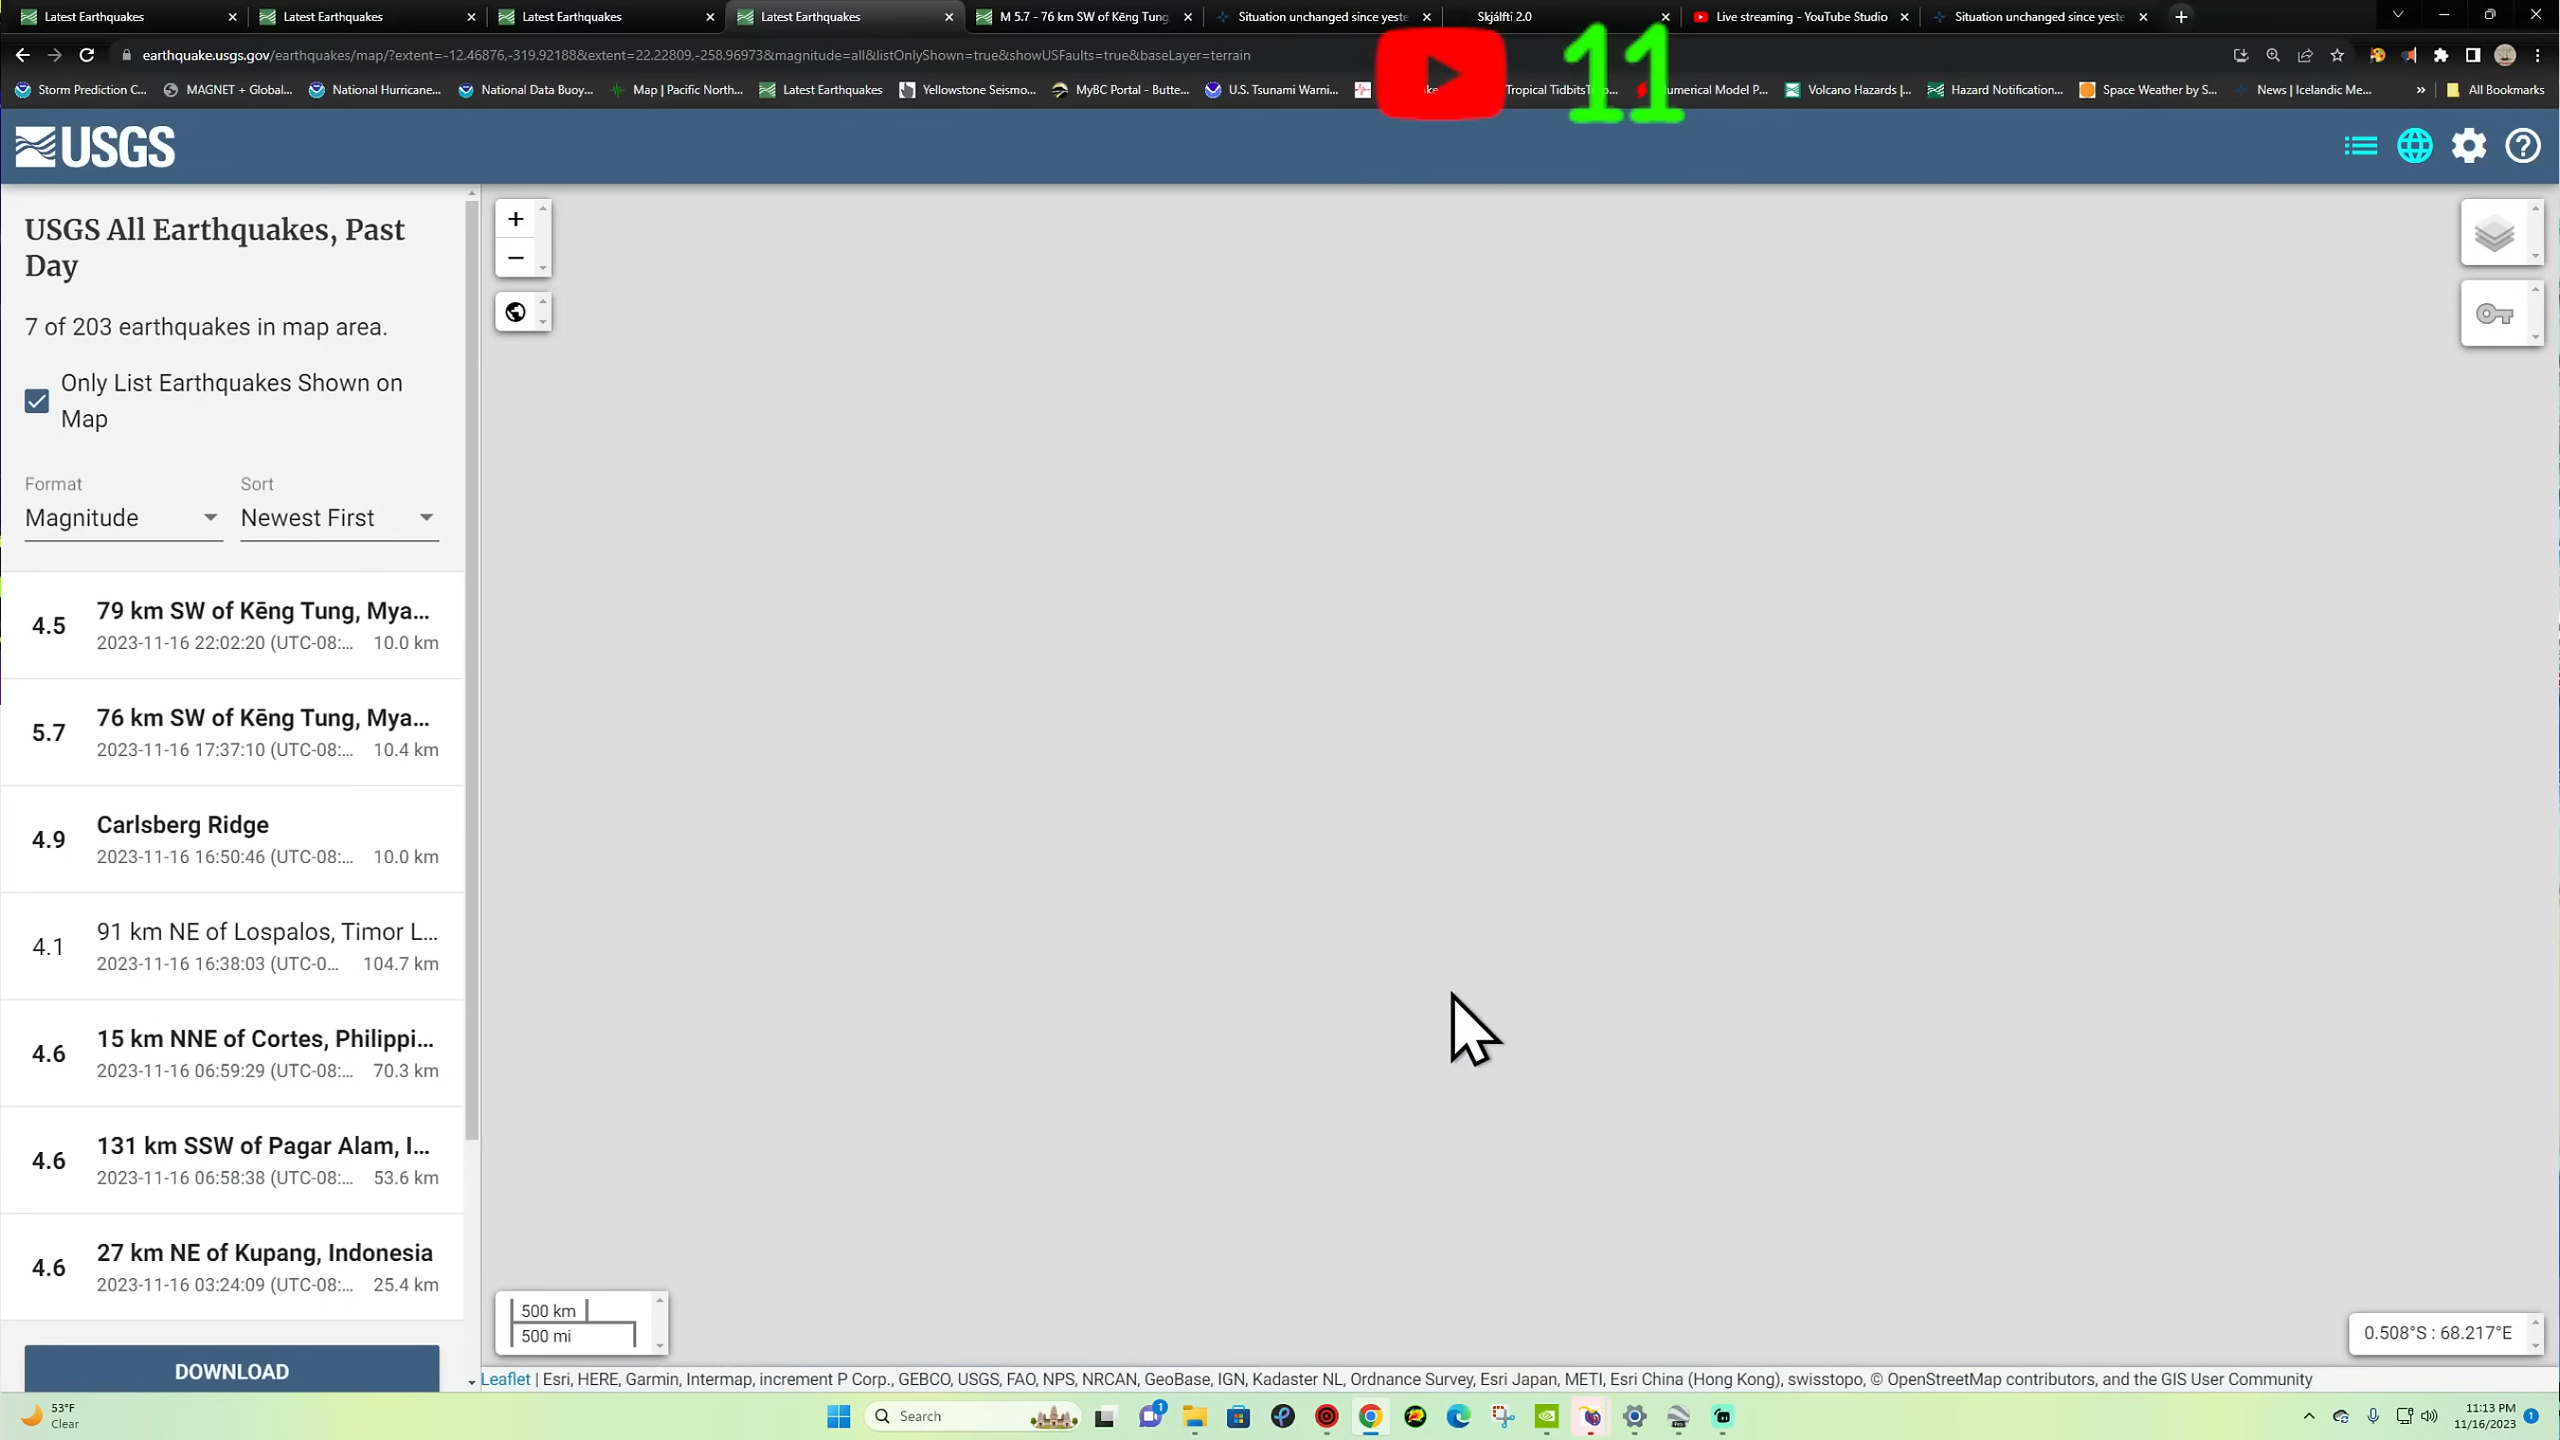 Latest Earthquakes
Latest Earthquakes
Latest Earthquakes
Latest Earthquakes
M 5.7 - 76 km SW of Kēng Tung,
Situation unchanged since yeste
Skjálfti 2.0
Live streaming - YouTube Studio
Situation unchanged since yeste
earthquake.usgs.gov/earthquakes/map/?extent=-12.46876,-319.92188&extent=22.22809,-258.96973&magnitude=all&listOnlyShown=true&showUSFaults=true&baseLayer=terrain
11
Storm Prediction C...
MAGNET + Global...
National Hurricane...
National Data Buoy...
Map | Pacific North...
Latest Earthquakes
Yellowstone Seismo...
MyBC Portal - Butte...
U.S. Tsunami Warni...
Tropical Tidbits
Volcano Hazards |...
Hazard Notification...
Space Weather by S...
News | Icelandic Me...
»
All Bookmarks
USGS
USGS All Earthquakes, Past
Day
7 of 203 earthquakes in map area.
Only List Earthquakes Shown on
Map
Format
Sort
Magnitude
Newest First
4.5
79 km SW of Kēng Tung, Mya...
2023-11-16 22:02:20 (UTC-08:...
10.0 km
5.7
76 km SW of Kēng Tung, Mya...
2023-11-16 17:37:10 (UTC-08:...
10.4 km
4.9
Carlsberg Ridge
2023-11-16 16:50:46 (UTC-08:...
10.0 km
4.1
91 km NE of Lospalos, Timor L...
2023-11-16 16:38:03 (UTC-0...
104.7 km
4.6
15 km NNE of Cortes, Philippi...
2023-11-16 06:59:29 (UTC-08:...
70.3 km
4.6
131 km SSW of Pagar Alam, I...
2023-11-16 06:58:38 (UTC-08:...
53.6 km
4.6
27 km NE of Kupang, Indonesia
2023-11-16 03:24:09 (UTC-08:...
25.4 km
DOWNLOAD
+
−
500 km
500 mi
0.508°S : 68.217°E
Leaflet | Esri, HERE, Garmin, Intermap, increment P Corp., GEBCO, USGS, FAO, NPS, NRCAN, GeoBase, IGN, Kadaster NL, Ordnance Survey, Esri Japan, METI, Esri China (Hong Kong), swisstopo, © OpenStreetMap contributors, and the GIS User Community
53°F
Clear
Search
1
11:13 PM
11/16/2023
1